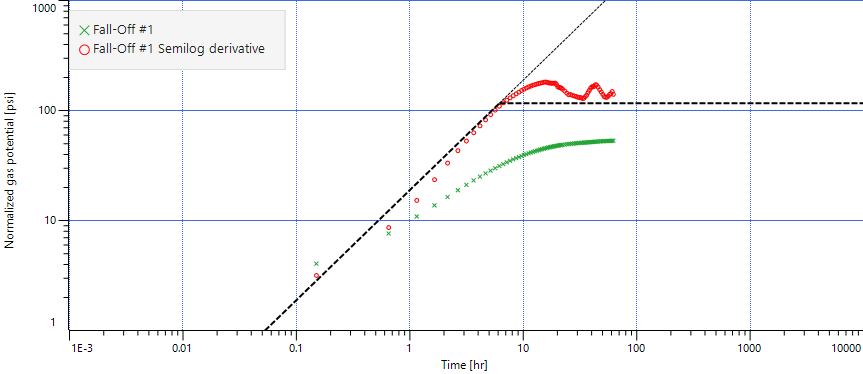 1000
Fall-Off #1
Fall-Off #1 Semilog derivative
100
10
1
Normalized gas potential [psi]
1E-3 0.01 0.1 1 10 100 1000 10000
Time [hr]